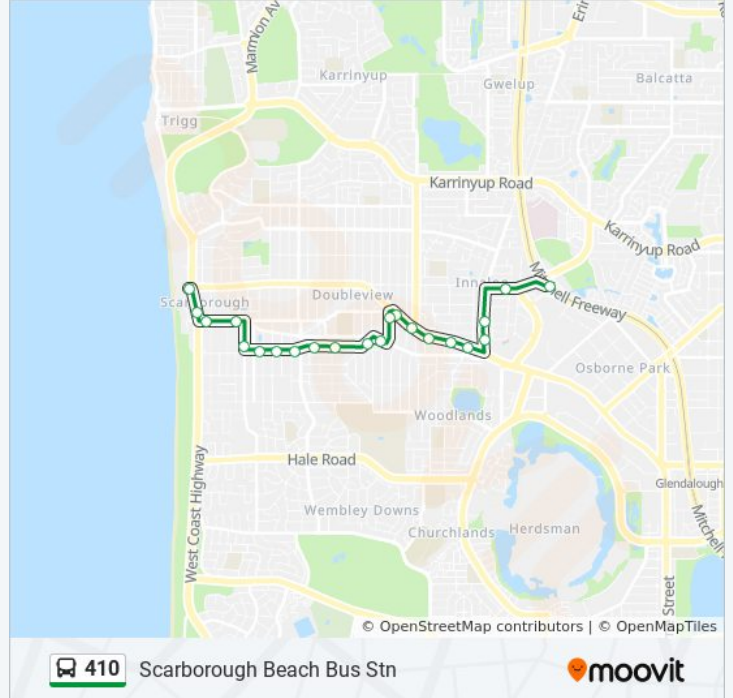 Marmion Av
Erin
Karrinyup
Gwelup
Balcatta
Trigg
Karrinyup Road
Karrinyup Road
Mitchell Freeway
Scarborough
Doubleview
Innaloo
Osborne Park
Woodlands
West Coast Highway
Hale Road
Glendalough
Wembley Downs
Churchlands
Herdsman
Mitchell
Street
© OpenStreetMap contributors | © OpenMapTiles
410 Scarborough Beach Bus Stn
moovit